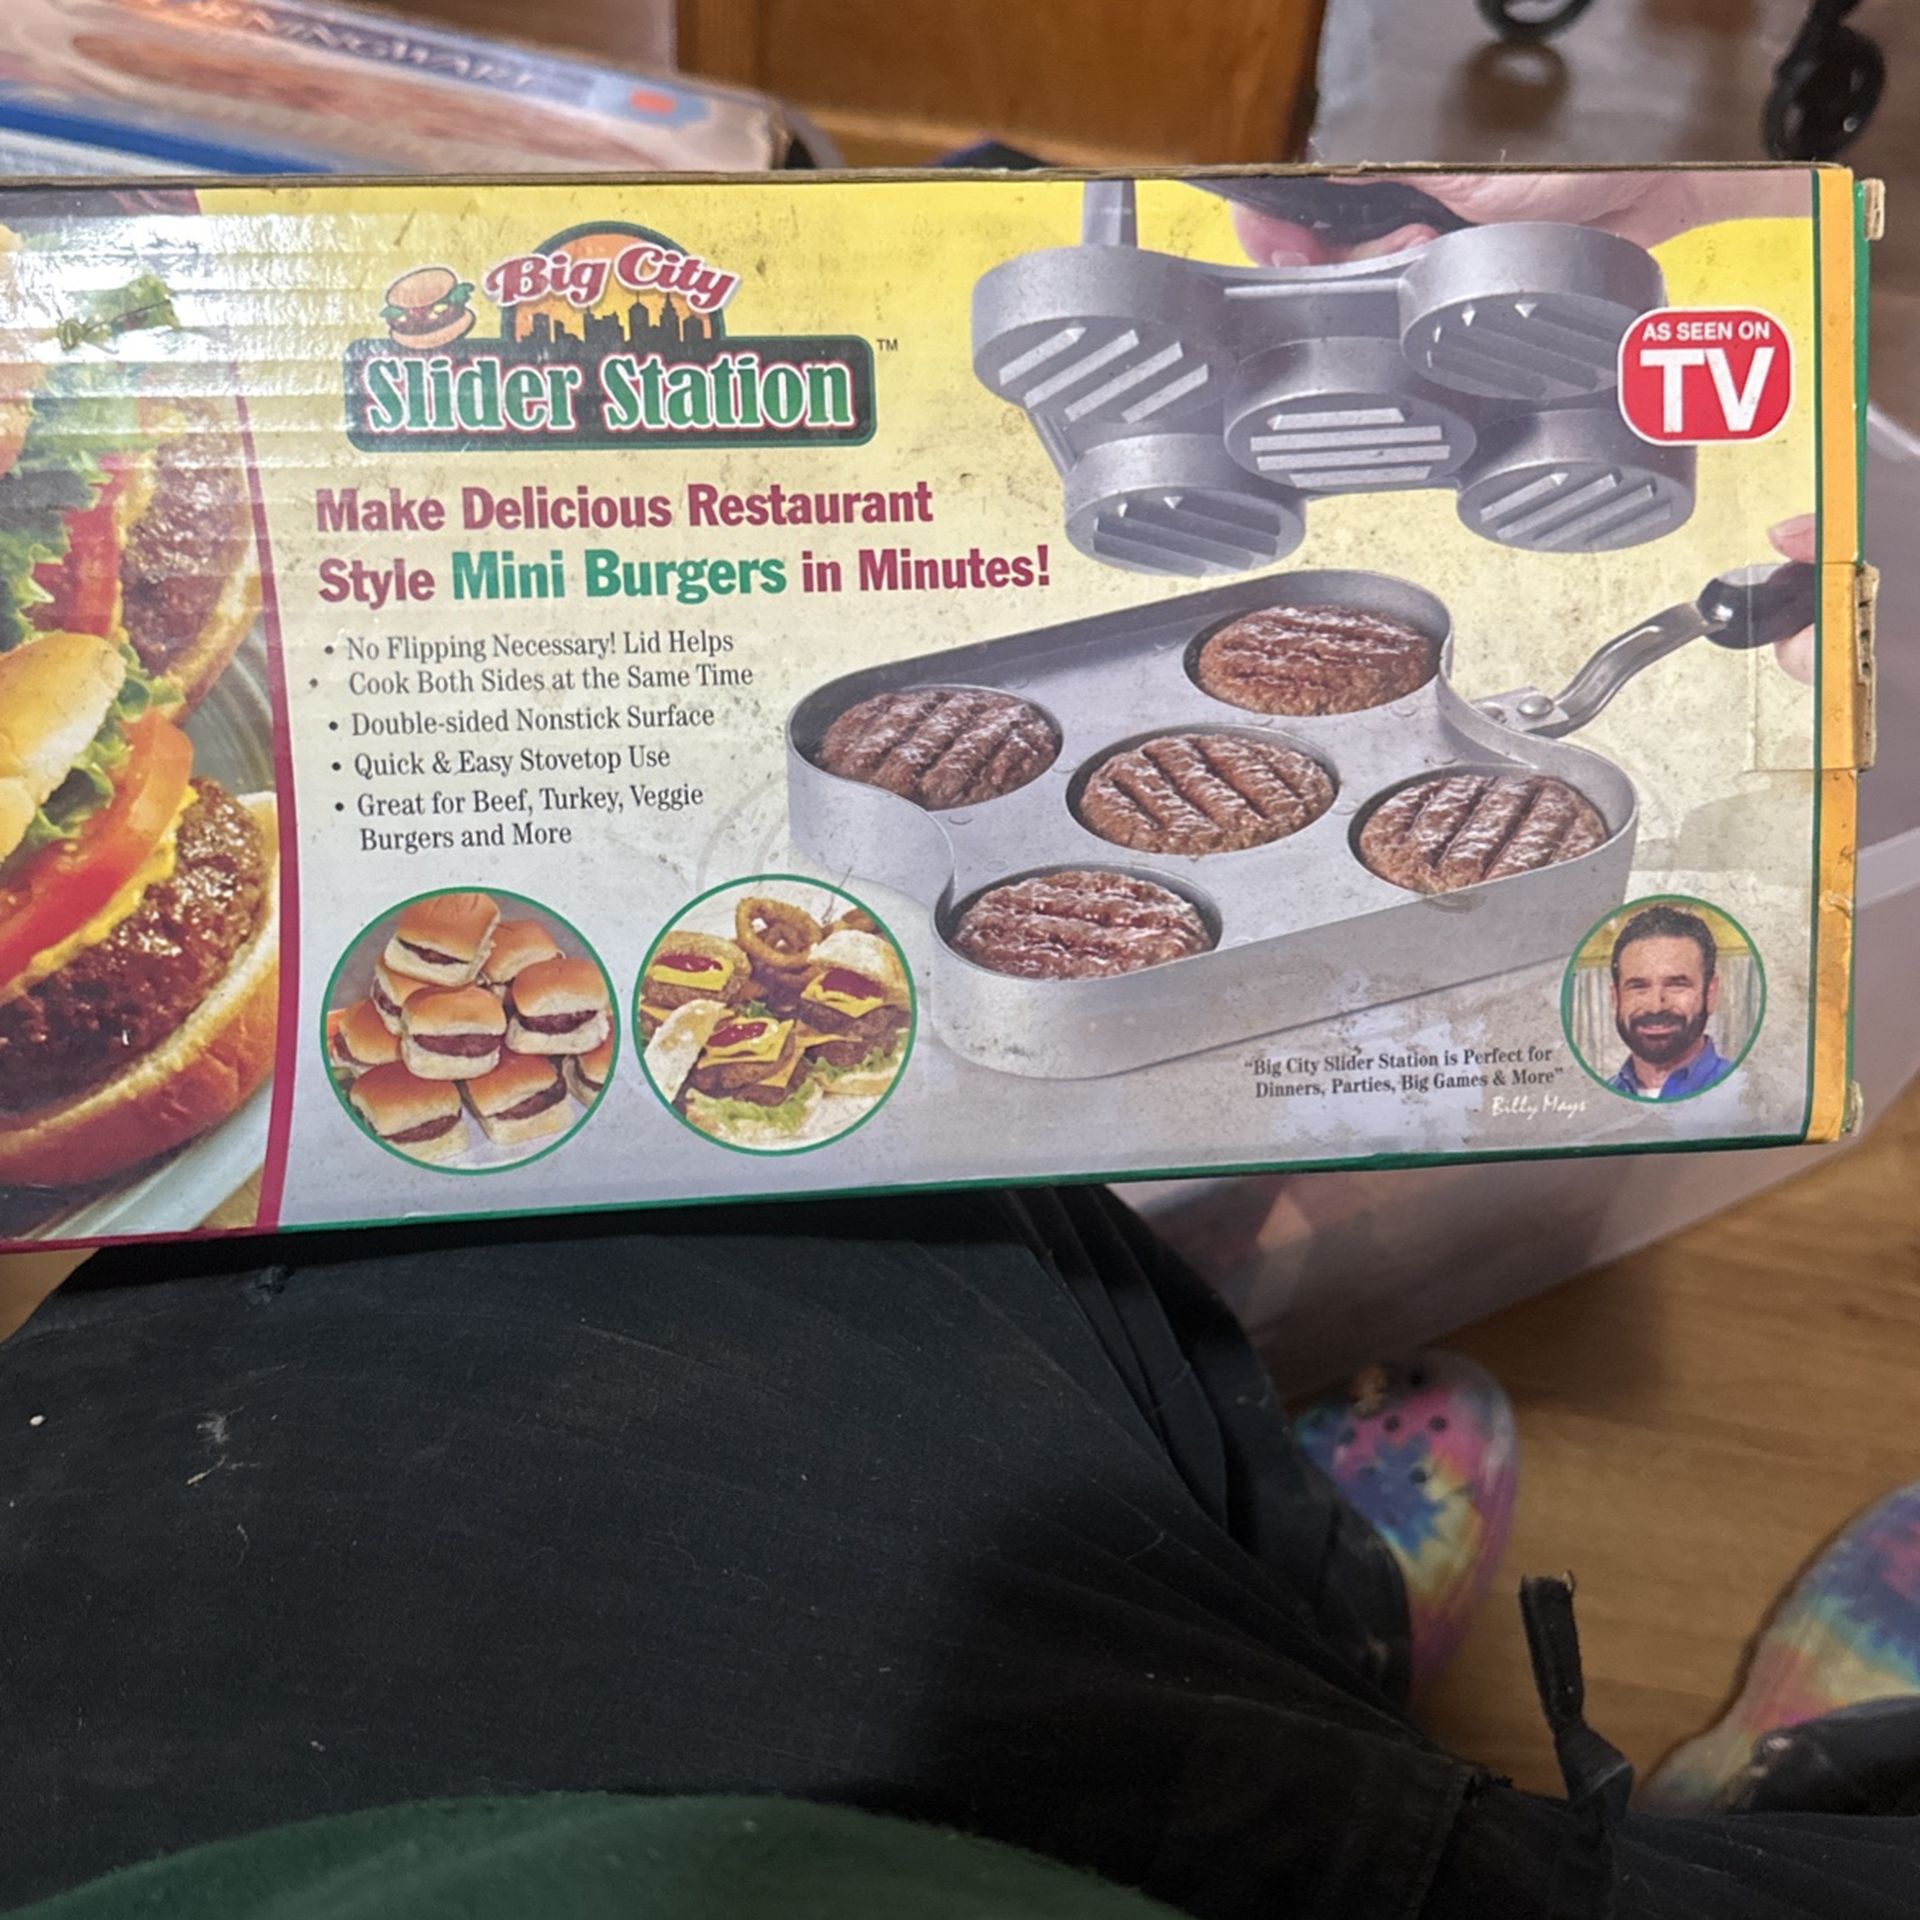 Big City
Slider Station™
AS SEEN ON
TV
Make Delicious Restaurant
Style Mini Burgers in Minutes!
• No Flipping Necessary! Lid Helps
• Cook Both Sides at the Same Time
• Double-sided Nonstick Surface
• Quick & Easy Stovetop Use
• Great for Beef, Turkey, Veggie
Burgers and More
"Big City Slider Station is Perfect for
Dinners, Parties, Big Games & More"
Billy Mays